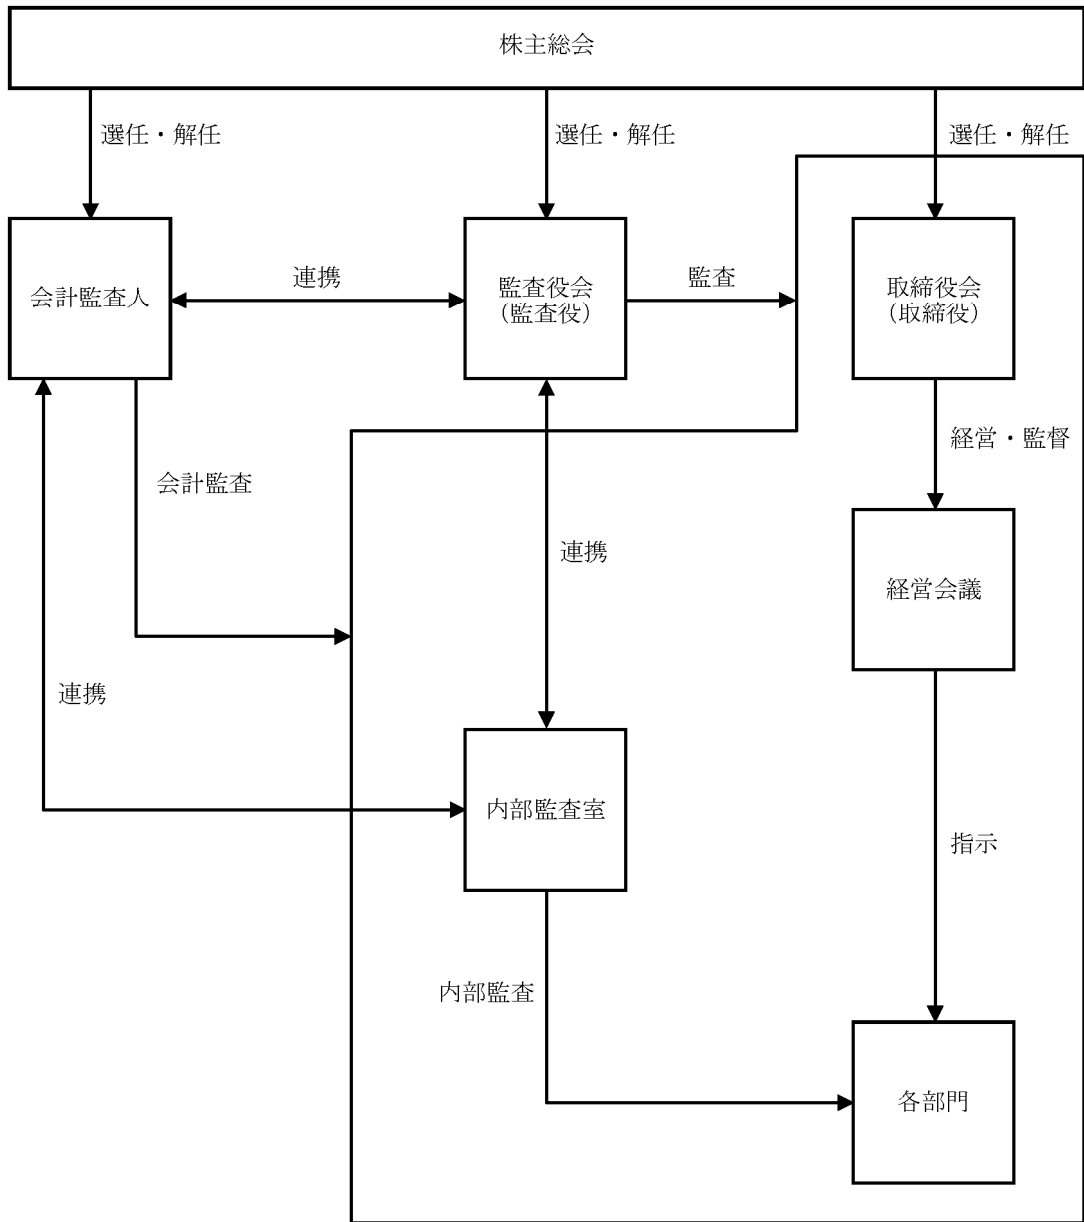 株主総会
選任・解任
選任・解任
選任・解任
会計監査人
連携
監査役会
（監査役）
監査
取締役会
（取締役）
経営・監督
会計監査
連携
経営会議
連携
内部監査室
指示
内部監査
各部門